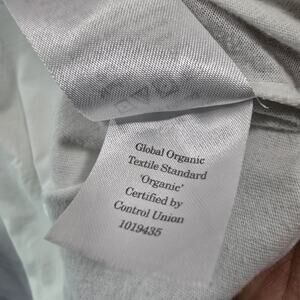 Global Organic
Textile Standard
'Organic'
Certified by
Control Union
1019435